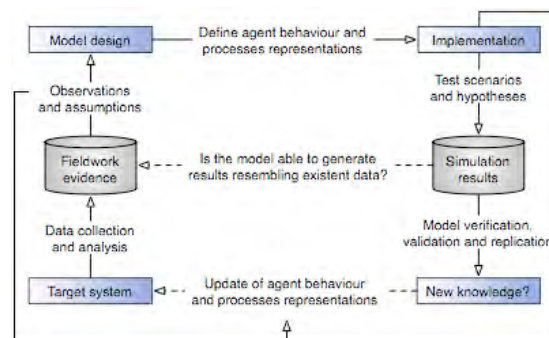 Model design
Define agent behaviour and
processes representations
Implementation
Observations
and assumptions
Test scenarios
and hypotheses
Fieldwork
evidence
Is the model able to generate
results resembling existent data?
Simulation
results
Data collection
and analysis
Model verification,
validation and replication
Target system
Update of agent behaviour
and processes representations
New knowledge?